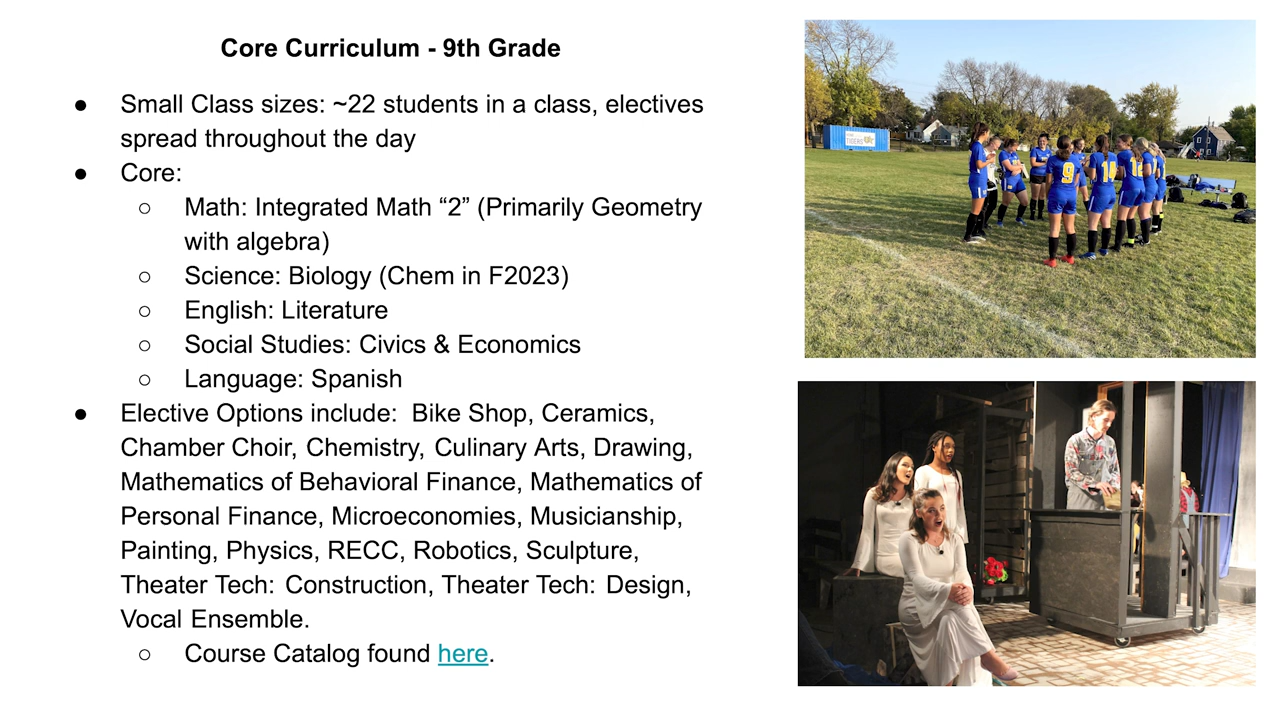 Core Curriculum - 9th Grade
● Small Class sizes: ~22 students in a class, electives
spread throughout the day
● Core:
○ Math: Integrated Math “2” (Primarily Geometry
with algebra)
○ Science: Biology (Chem in F2023)
○ English: Literature
○ Social Studies: Civics & Economics
○ Language: Spanish
● Elective Options include:  Bike Shop, Ceramics,
Chamber Choir, Chemistry, Culinary Arts, Drawing,
Mathematics of Behavioral Finance, Mathematics of
Personal Finance, Microeconomies, Musicianship,
Painting, Physics, RECC, Robotics, Sculpture,
Theater Tech: Construction, Theater Tech: Design,
Vocal Ensemble.
○ Course Catalog found here.
TIGERS
9
14
12